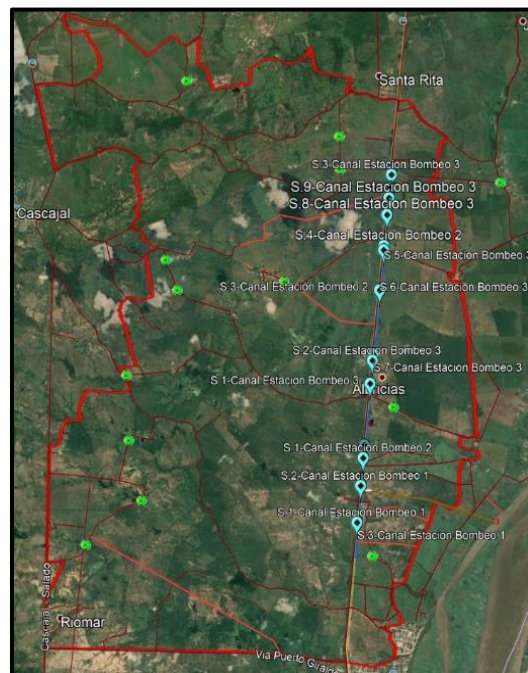 Santa Rita
S.3-Canal Estacion Bombeo 3
S.9-Canal Estacion Bombeo 3
S.8-Canal Estacion Bombeo 3
Cascajal
S.4-Canal Estacion Bombeo 2
S.5-Canal Estacion Bombeo 3
S.3-Canal Estacion Bombeo 2
S.6-Canal Estacion Bombeo 3
S.2-Canal Estacion Bombeo 3
S.7-Canal Estacion Bombeo 3
S.1-Canal Estacion Bombeo 3
S.1-Canal Estacion Bombeo 2
S.2-Canal Estacion Bombeo 1
S.1-Canal Estacion Bombeo 1
S.3-Canal Estacion Bombeo 1
Cascajal - Salado
Riomar
Via Puerto Giraldo